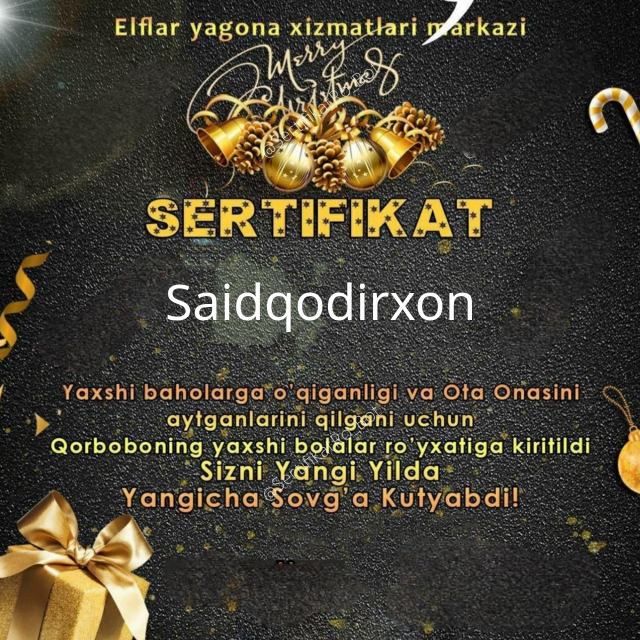 Elflar yagona xizmatlari markazi
Merry
Christmas
SERTIFIKAT
Saidqodirxon
Yaxshi baholarga o'qiganligi va Ota Onasini
aytganlarini qilgani uchun
Qorboboning yaxshi bolalar ro'yxatiga kiritildi
Sizni Yangi Yilda
Yangicha Sovg'a Kutyabdi!